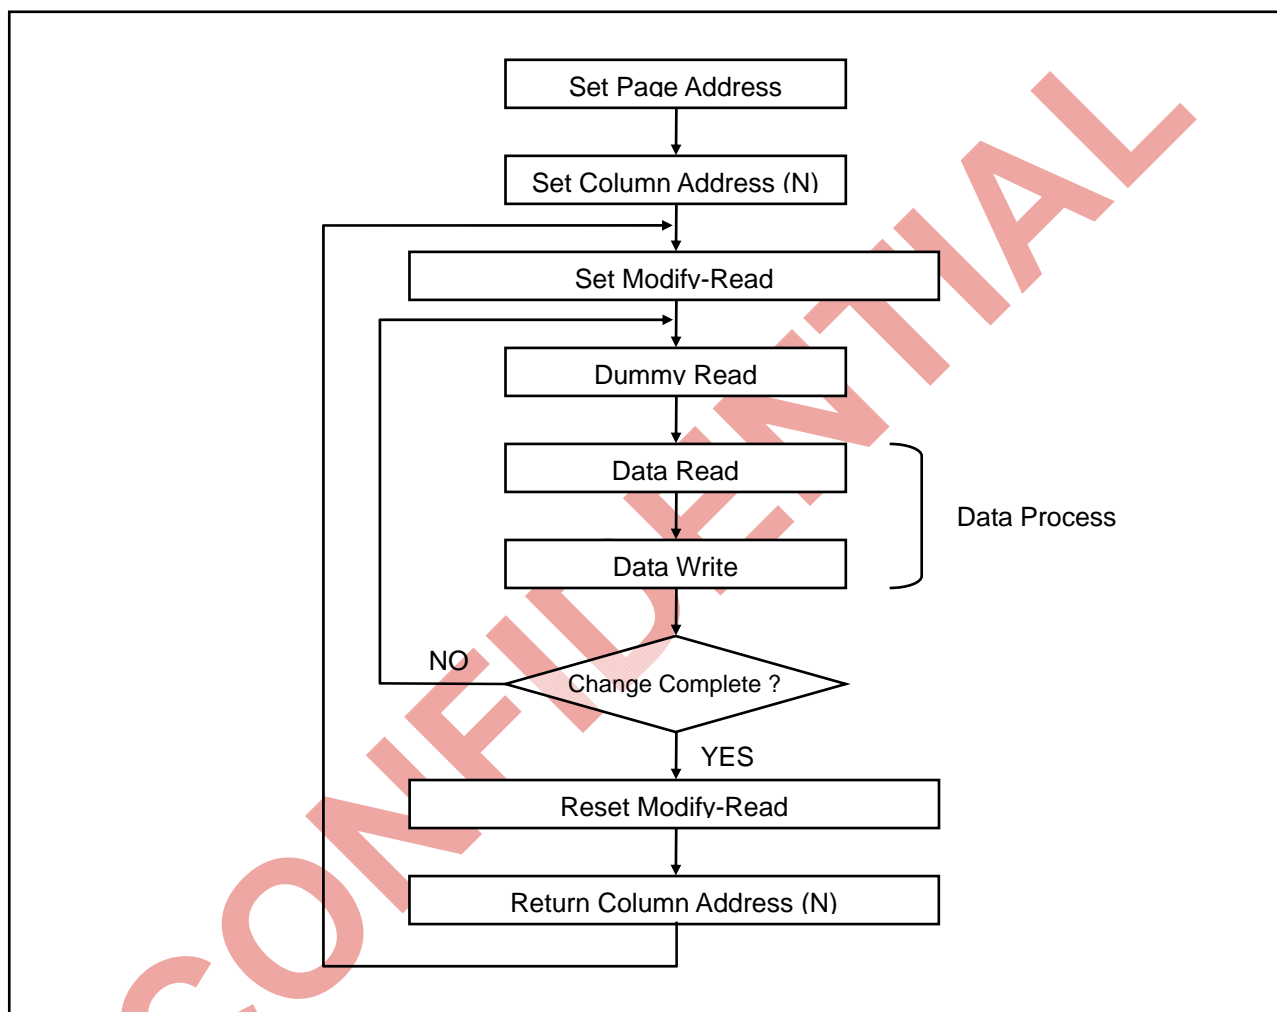 Set Page Address
Set Column Address (N)
Set Modify-Read
Dummy Read
Data Read
Data Process
Data Write
NO
Change Complete ?
YES
Reset Modify-Read
Return Column Address (N)
CONFIDENTIAL